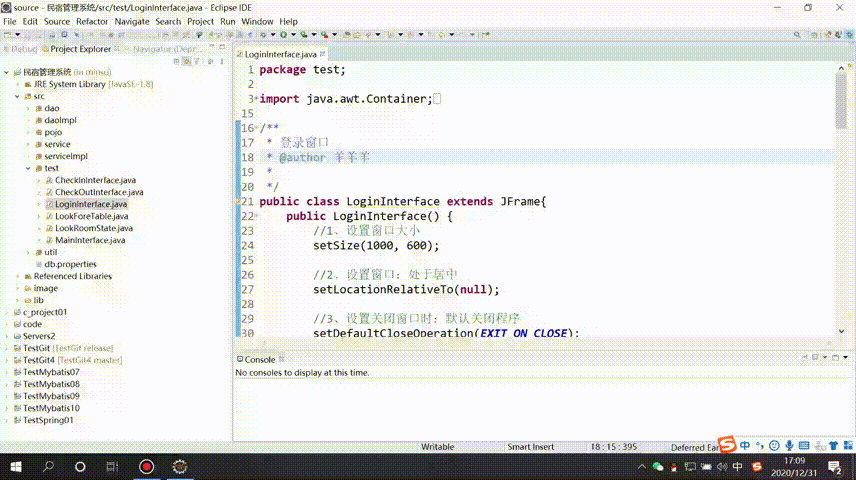 source - 民宿管理系统/src/test/LoginInterface.java - Eclipse IDE
File Edit Source Refactor Navigate Search Project Run Window Help
Debug Project Explorer Navigator (Depr...
民宿管理系统 (in minsu)
JRE System Library [JavaSE-1.8]
src
dao
daoImpl
pojo
service
serviceImpl
test
CheckInInterface.java
CheckOutInterface.java
LoginInterface.java
LookForeTable.java
LookRoomState.java
MainInterface.java
util
db.properties
Referenced Libraries
image
lib
c_project01
code
Servers2
TestGit [TestGit release]
TestGit4 [TestGit4 master]
TestMybatis07
TestMybatis08
TestMybatis09
TestMybatis10
TestSpring01
LoginInterface.java
1 package test;
2
3 import java.awt.Container;
15
16 /**
17 * 登录窗口
18 * @author 羊羊羊
19 *
20 */
21 public class LoginInterface extends JFrame{
22 public LoginInterface() {
23 //1、设置窗口大小
24 setSize(1000, 600);
25
26 //2、设置窗口：处于居中
27 setLocationRelativeTo(null);
28
29 //3、设置关闭窗口时：默认关闭程序
30 setDefaultCloseOperation(EXIT_ON_CLOSE);
Console
No consoles to display at this time.
Writable Smart Insert 18 : 15 : 395 Deferred Ear
中
中 17:09
2020/12/31
2